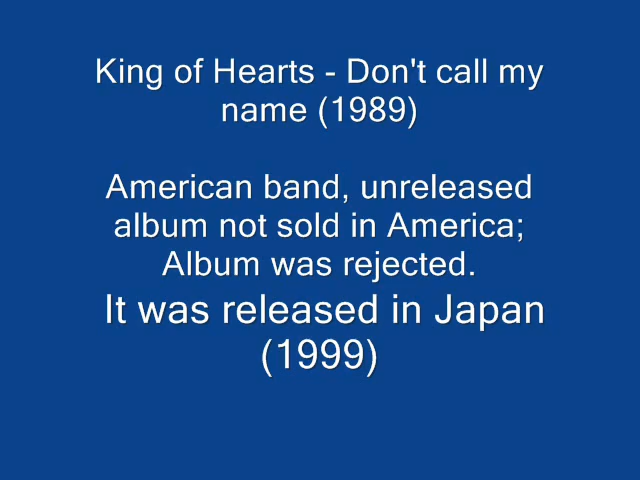 King of Hearts - Don't call my
name (1989)
American band, unreleased
album not sold in America;
Album was rejected.
It was released in Japan
(1999)